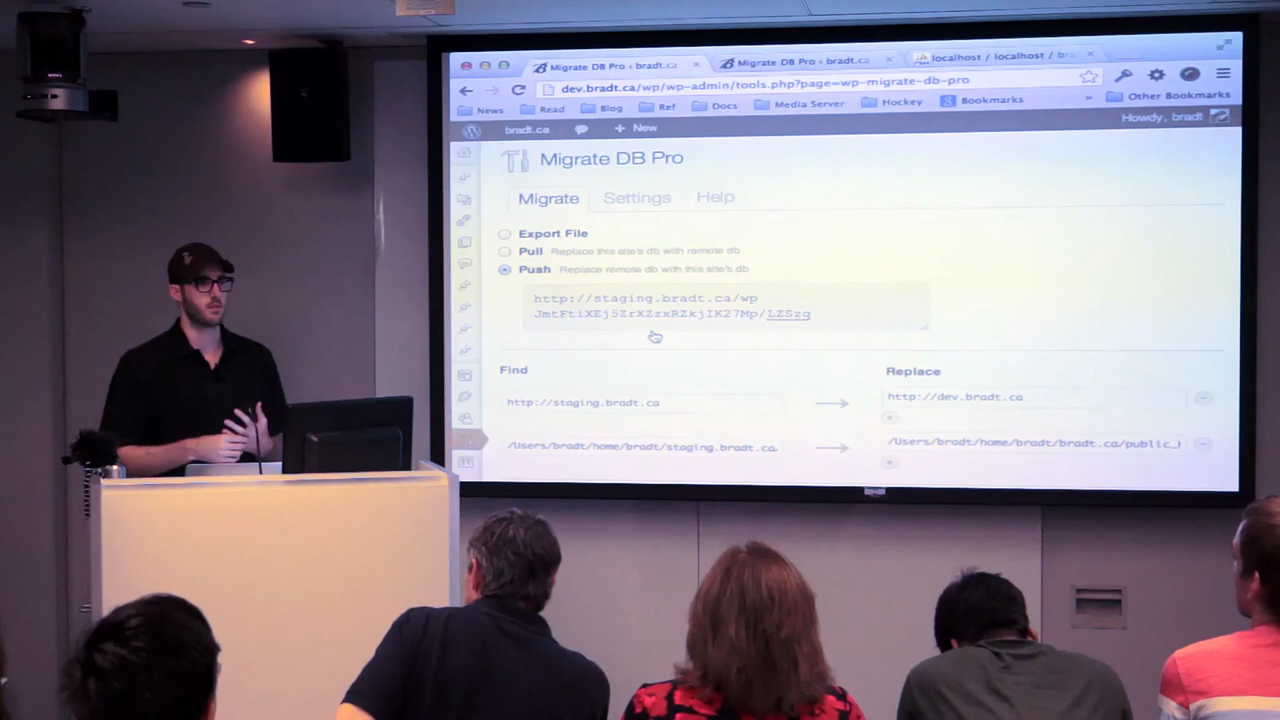 Migrate DB Pro ‹ bradt.ca
Migrate DB Pro ‹ bradt.ca
localhost / localhost / bra
dev.bradt.ca/wp/wp-admin/tools.php?page=wp-migrate-db-pro
News Read Blog Ref Docs Media Server Hockey Bookmarks » Other Bookmarks
bradt.ca + New Howdy, bradt
Migrate DB Pro
Migrate Settings Help
Export File
Pull Replace this site's db with remote db
Push Replace remote db with this site's db
http://staging.bradt.ca/wp
JmtFtiXEj5ZrXZzxRZkjIK27Mp/LZSzg
Find Replace
http://staging.bradt.ca http://dev.bradt.ca
/Users/bradt/home/bradt/staging.bradt.ca. /Users/bradt/home/bradt/bradt.ca/public_